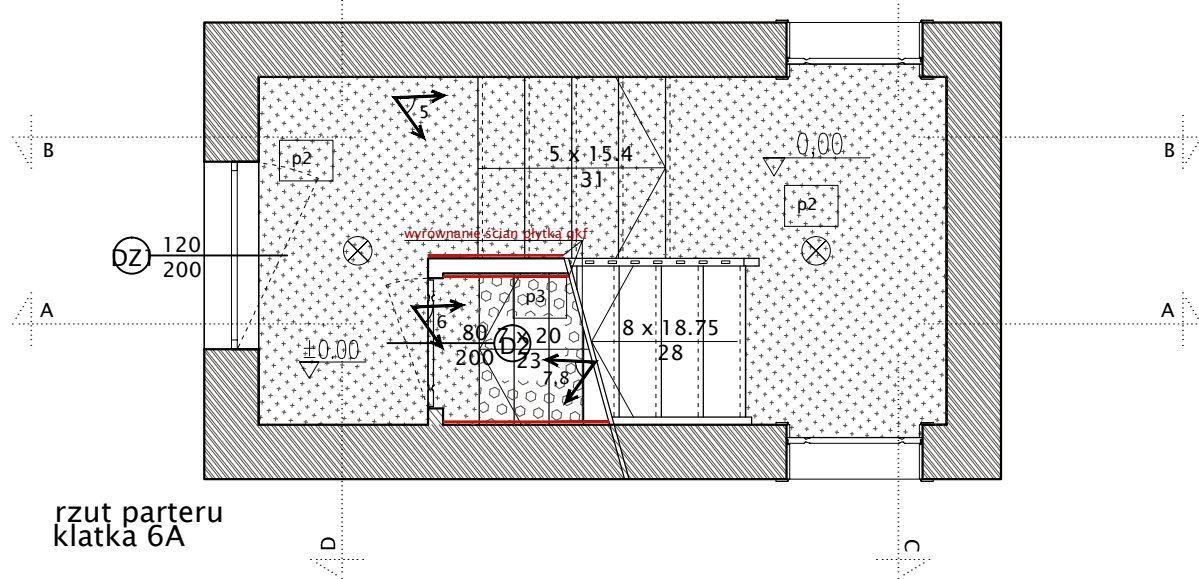 5
B
p2
5 x 15.4
31
0,00
B
p2
wyrównanie ścian płytką gkf
DZ1
120
200
A
6
p3
A
80
200
D2
7 x 20
23
8 x 18.75
28
±0.00
7,8
rzut parteru
klatka 6A
D
C